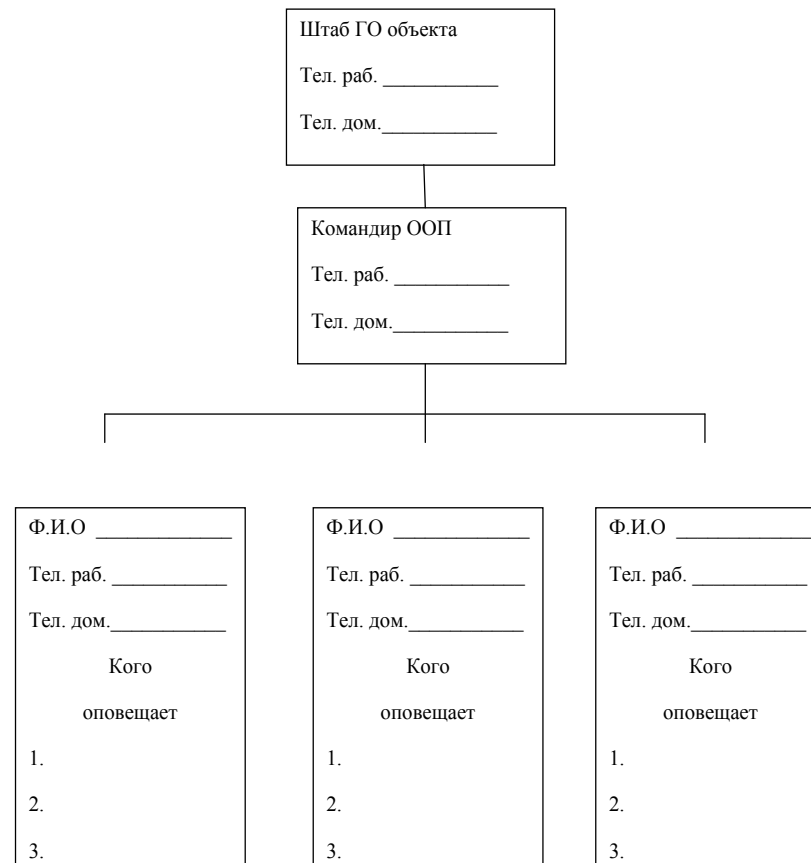 Штаб ГО объекта
Тел. раб. ___________
Тел. дом.___________
Командир ООП
Тел. раб. ___________
Тел. дом.___________
Ф.И.О _____________
Тел. раб. ___________
Тел. дом.___________
Кого
оповещает
1.
2.
3.
Ф.И.О _____________
Тел. раб. ___________
Тел. дом.___________
Кого
оповещает
1.
2.
3.
Ф.И.О _____________
Тел. раб. ___________
Тел. дом.___________
Кого
оповещает
1.
2.
3.